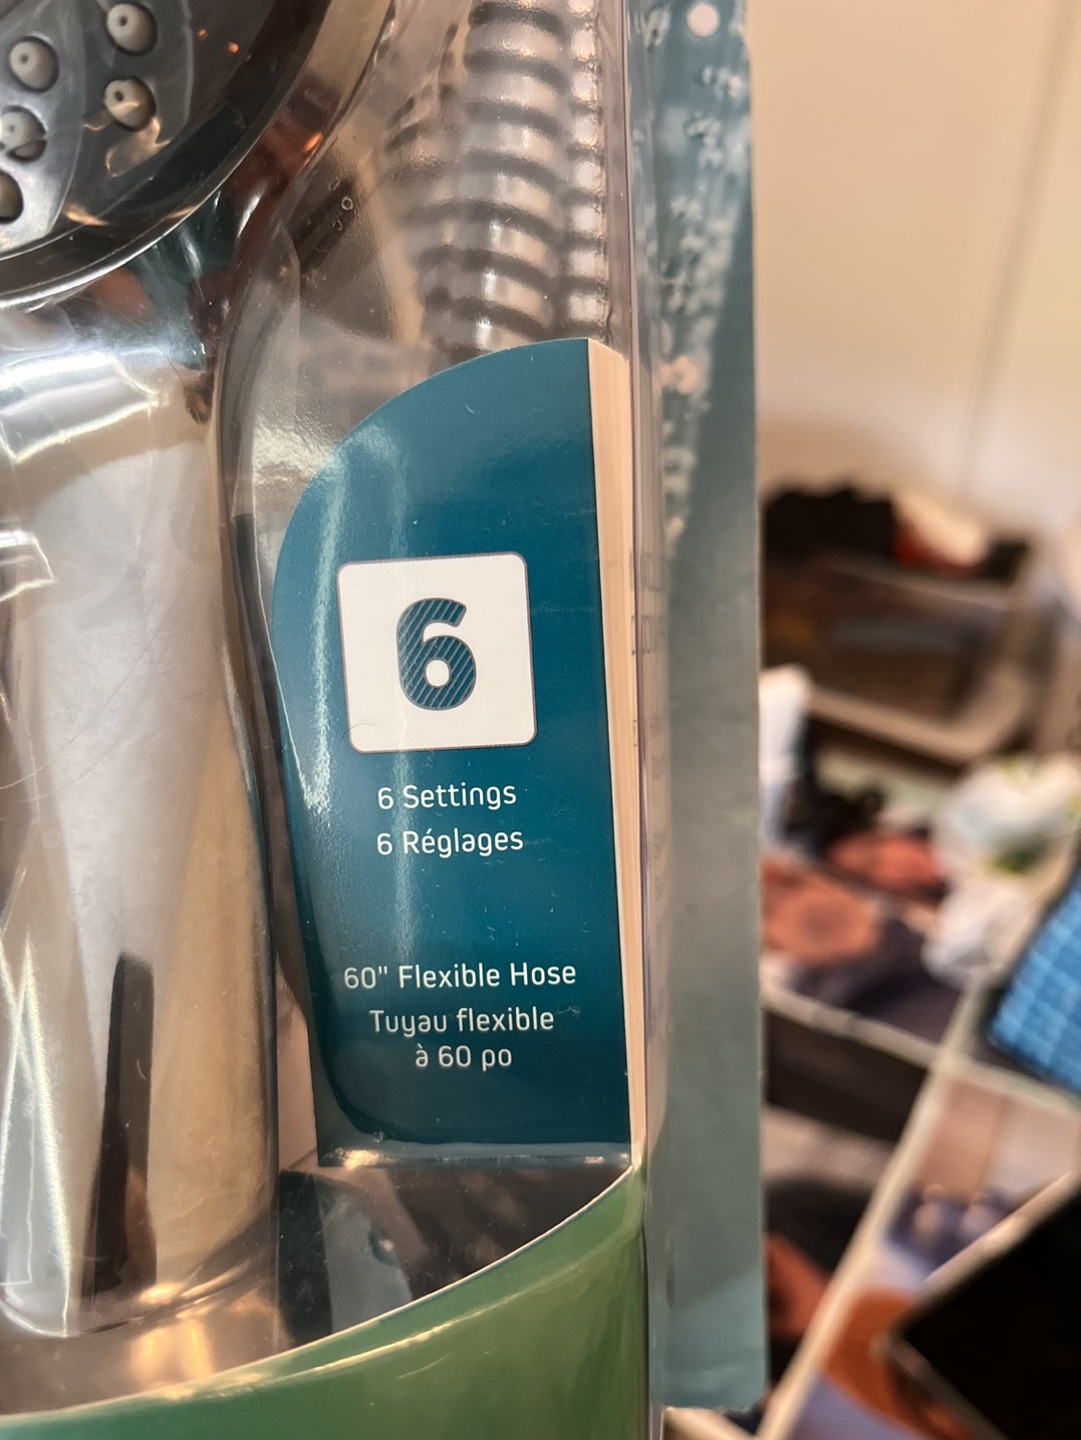 6
6 Settings
6 Réglages
60" Flexible Hose
Tuyau flexible
à 60 po